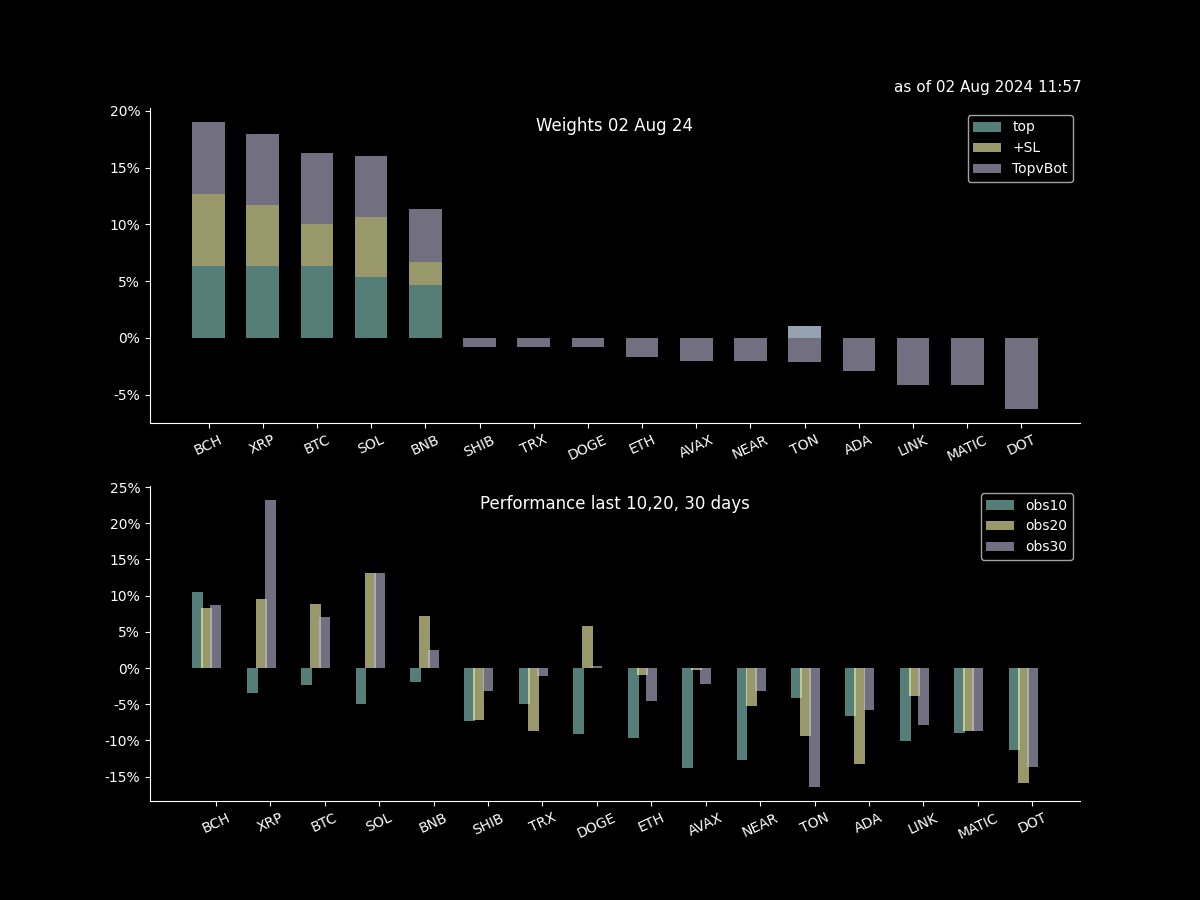 as of 02 Aug 2024 11:57
Weights 02 Aug 24
20%
15%
10%
5%
0%
-5%
top
+SL
TopvBot
BCH XRP BTC SOL BNB SHIB TRX DOGE ETH AVAX NEAR TON ADA LINK MATIC DOT
Performance last 10,20, 30 days
25%
20%
15%
10%
5%
0%
-5%
-10%
-15%
obs10
obs20
obs30
BCH XRP BTC SOL BNB SHIB TRX DOGE ETH AVAX NEAR TON ADA LINK MATIC DOT